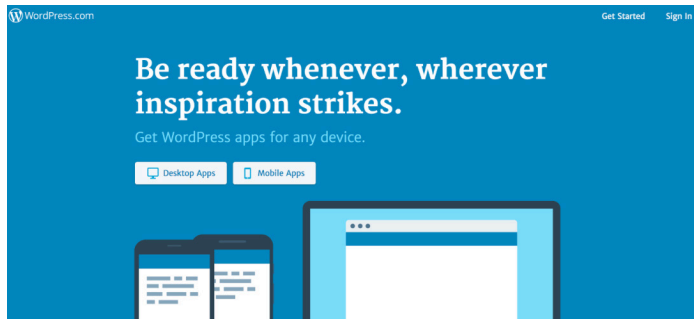 WordPress.com
Get Started
Sign In
Be ready whenever, wherever
inspiration strikes.
Get WordPress apps for any device.
Desktop Apps
Mobile Apps